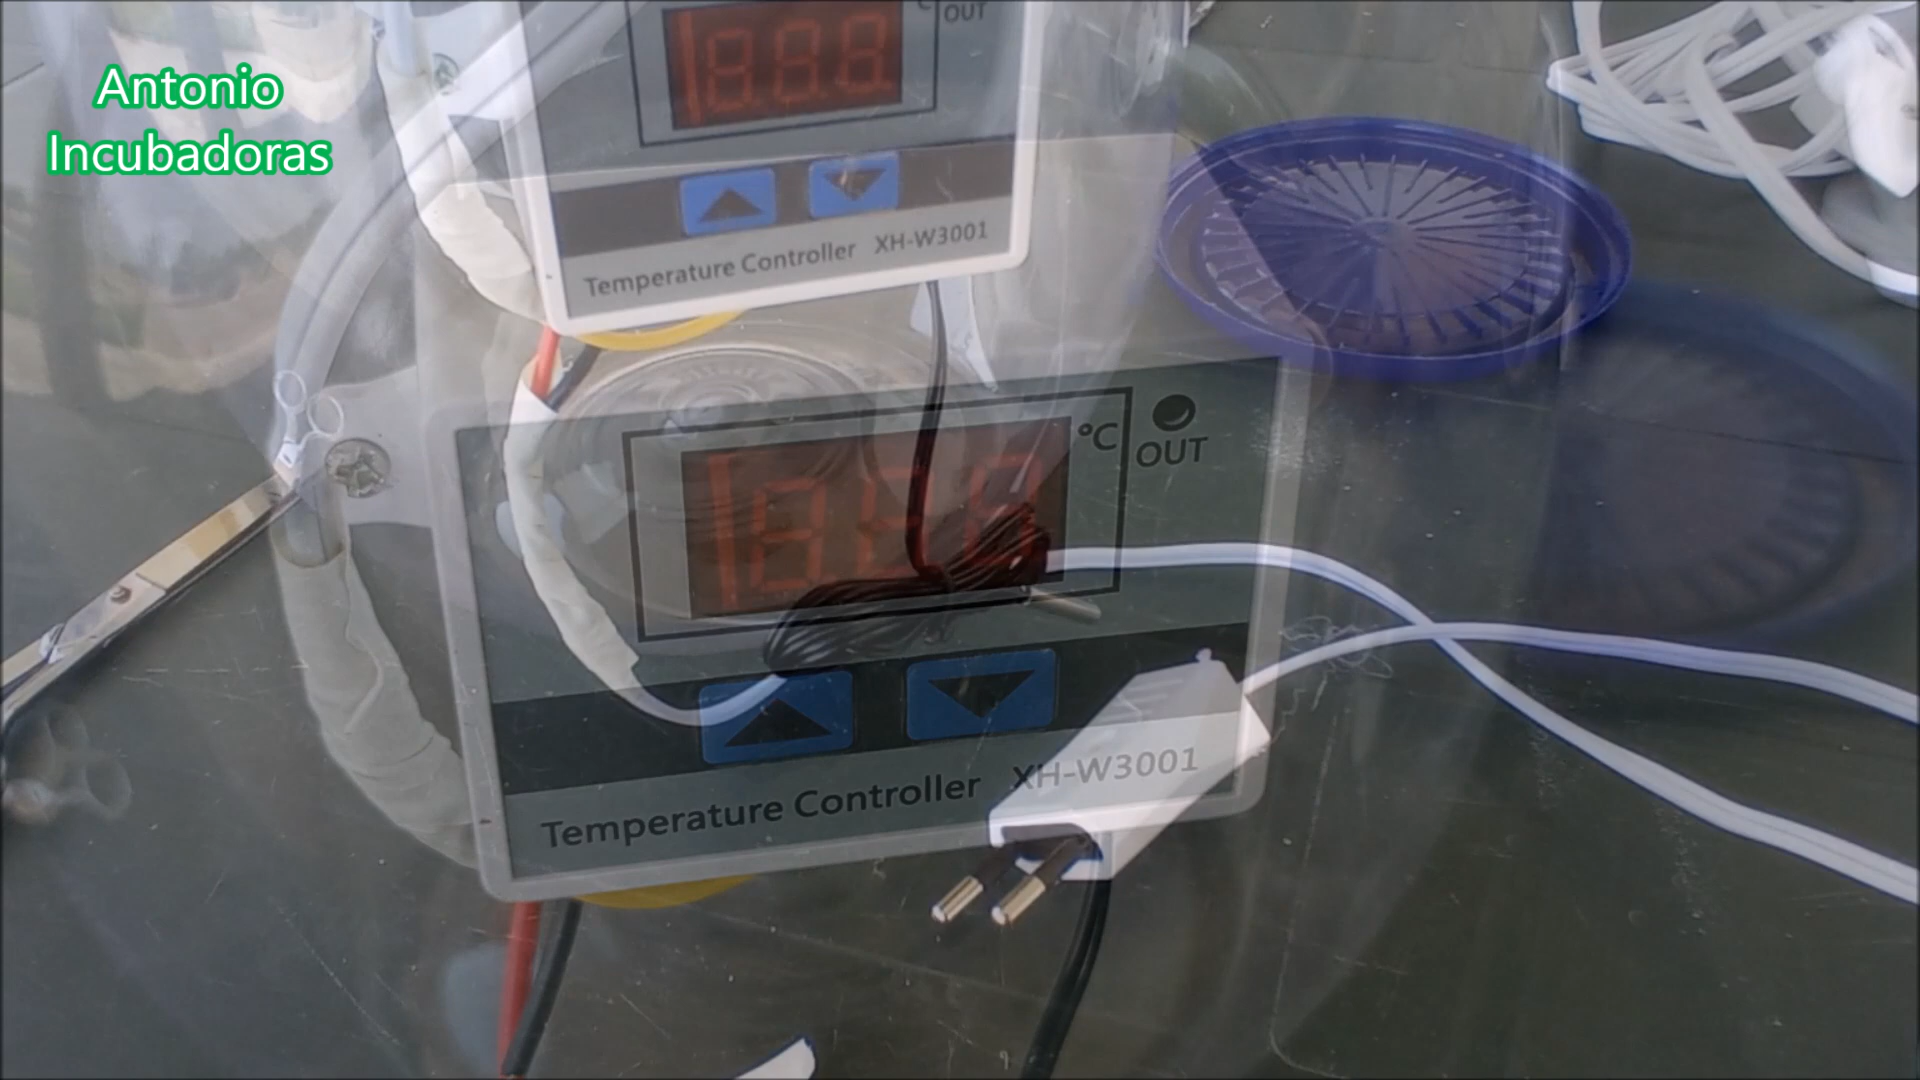 Antonio
Incubadoras
OUT
Temperature Controller XH-W3001
°C
OUT
Temperature Controller XH-W3001